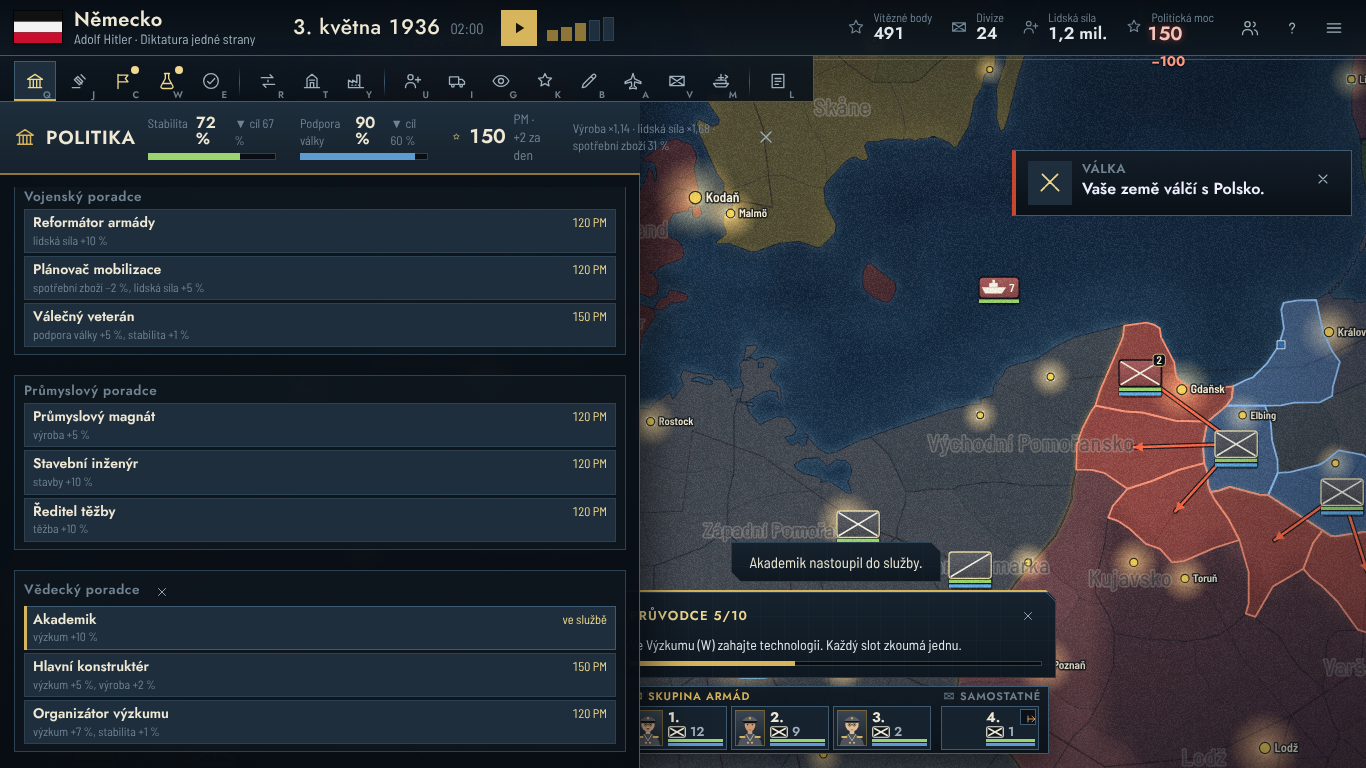 Německo
Adolf Hitler · Diktatura jedné strany
3. května 1936 02:00
Vítězné body
491
Divize
24
Lidská síla
1,2 mil.
Politická moc
150
−100
?
Q J C W E R T Y U I G K B A V M L
POLITIKA
Stabilita 72 % ▼ cíl 67 %
Podpora války 90 % ▼ cíl 60 %
150 PM · +2 za den
Výroba ×1,14 · lidská síla ×1,68
spotřební zboží 31 %
Vojenský poradce
Reformátor armády 120 PM
lidská síla +10 %
Plánovač mobilizace 120 PM
spotřební zboží −2 %, lidská síla +5 %
Válečný veterán 150 PM
podpora války +5 %, stabilita +1 %
Průmyslový poradce
Průmyslový magnát 120 PM
výroba +5 %
Stavební inženýr 120 PM
stavby +10 %
Ředitel těžby 120 PM
těžba +10 %
Vědecký poradce
Akademik ve službě
výzkum +10 %
Hlavní konstruktér 150 PM
výzkum +5 %, výroba +2 %
Organizátor výzkumu 120 PM
výzkum +7 %, stabilita +1 %
Skåne
VÁLKA
Vaše země válčí s Polsko.
Kodaň
Malmö
7
Králov
2
Gdaňsk
Elbing
Rostock
Východní Pomořansko
Západní Pomořa
Akademik nastoupil do služby.
marka
Kujavsko
Toruň
RŮVODCE 5/10
e Výzkumu (W) zahajte technologii. Každý slot zkoumá jednu.
Poznaň
Varš
SKUPINA ARMÁD
SAMOSTATNÉ
1. 12
2. 9
3. 2
4. 1
Lodž
Lodž